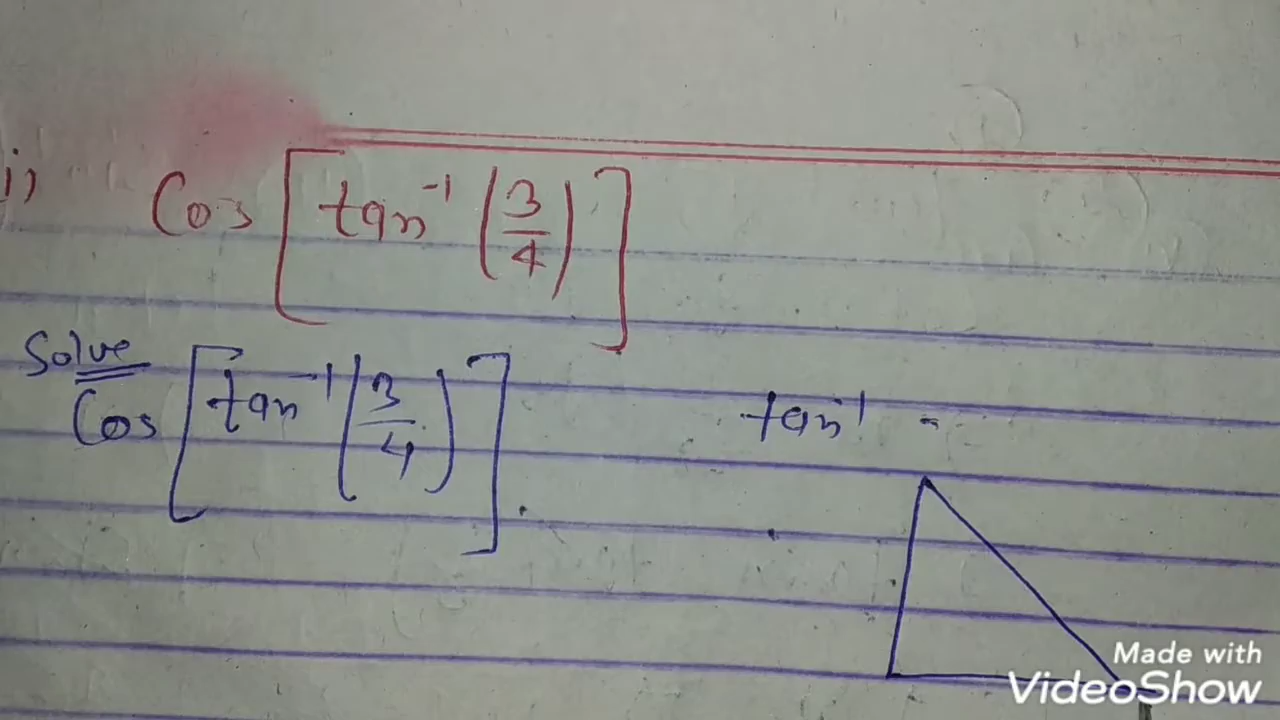 i) Cos [tan⁻¹ (3/4)]
Solve
Cos [tan⁻¹ (3/4)].
tan⁻¹ =
Made with
VideoShow